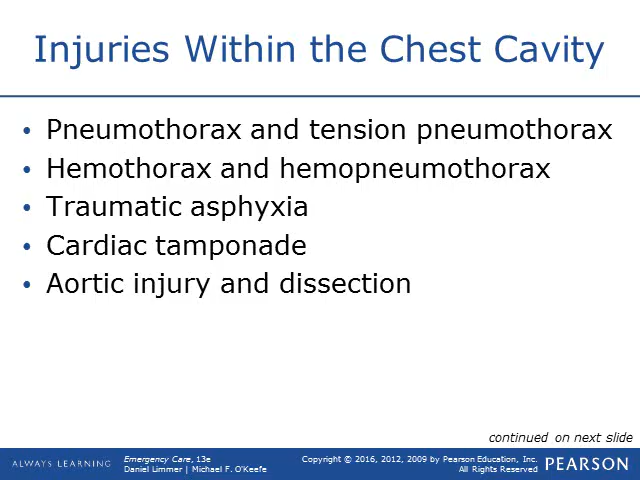 Injuries Within the Chest Cavity
• Pneumothorax and tension pneumothorax
• Hemothorax and hemopneumothorax
• Traumatic asphyxia
• Cardiac tamponade
• Aortic injury and dissection
continued on next slide
ALWAYS LEARNING
Emergency Care, 13e
Daniel Limmer | Michael F. O'Keefe
Copyright © 2016, 2012, 2009 by Pearson Education, Inc.
All Rights Reserved
PEARSON